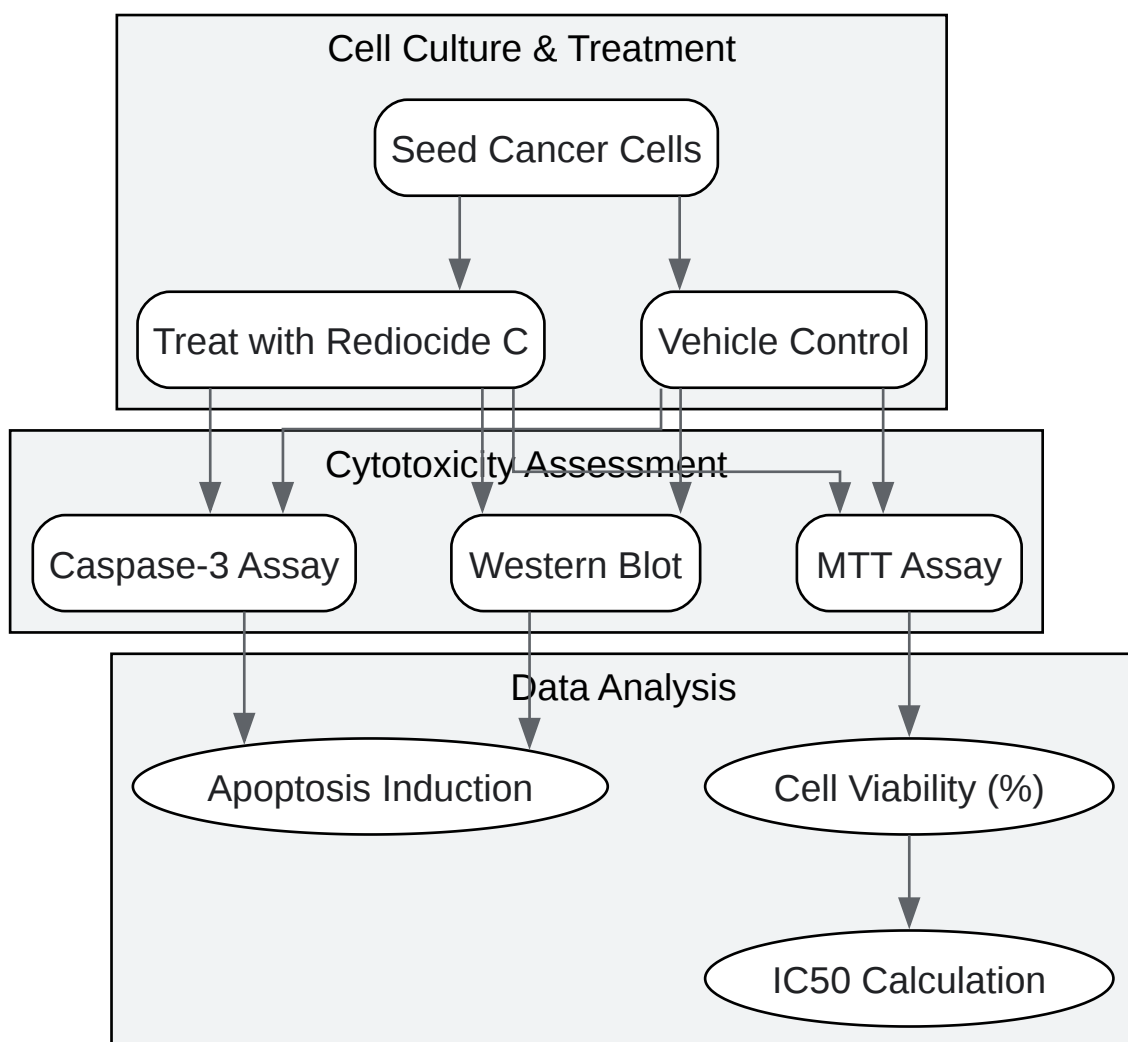 Cell Culture & Treatment
Seed Cancer Cells
Treat with Rediocide C
Vehicle Control
Cytotoxicity Assessment
Caspase-3 Assay
Western Blot
MTT Assay
Data Analysis
Apoptosis Induction
Cell Viability (%)
IC50 Calculation